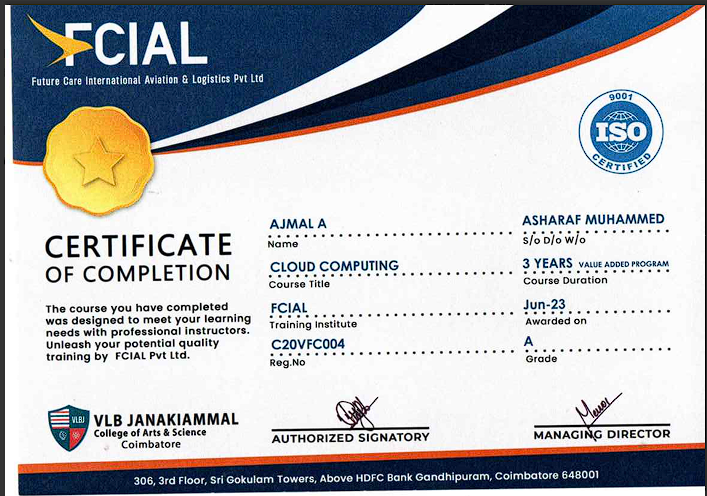 FCIAL
Future Care International Aviation & Logistics Pvt Ltd
9001
ISO
CERTIFIED
CERTIFICATE
OF COMPLETION
The course you have completed
was designed to meet your learning
needs with professional instructors.
Unleash your potential quality
training by FCIAL Pvt Ltd.
AJMAL A
Name
ASHARAF MUHAMMED
S/o D/o W/o
CLOUD COMPUTING
Course Title
3 YEARS VALUE ADDED PROGRAM
Course Duration
FCIAL
Training Institute
Jun-23
Awarded on
C20VFC004
Reg.No
A
Grade
VLBJ
VLB JANAKIAMMAL
College of Arts & Science
Coimbatore
AUTHORIZED SIGNATORY
MANAGING DIRECTOR
306, 3rd Floor, Sri Gokulam Towers, Above HDFC Bank Gandhipuram, Coimbatore 648001